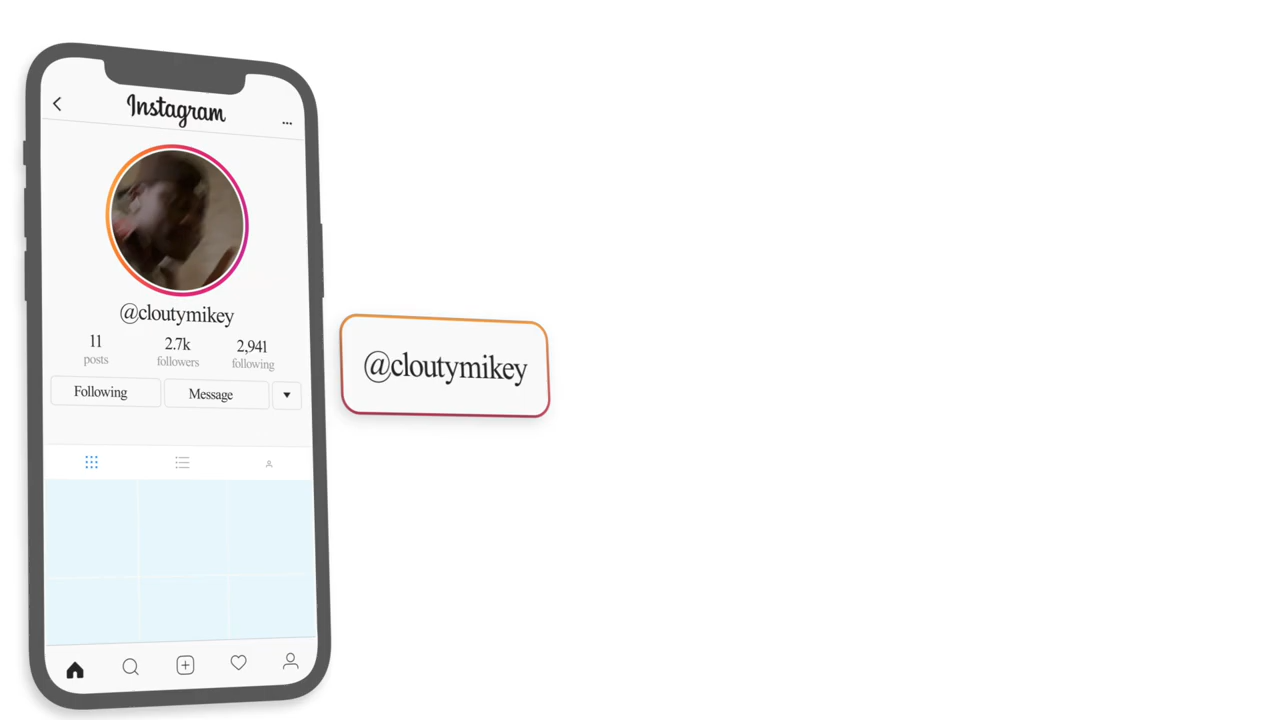 Instagram
@cloutymikey
11 2.7k 2,941
posts followers following
Following Message
@cloutymikey